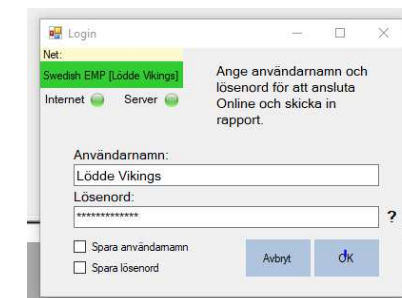 Login
Net:
Swedish EMP [Lödde Vikings]
Internet Server
Ange användarnamn och
lösenord för att ansluta
Online och skicka in
rapport.
Användarnamn:
Lödde Vikings
Lösenord:
*************
?
Spara användarnamn
Spara lösenord
Avbryt
OK